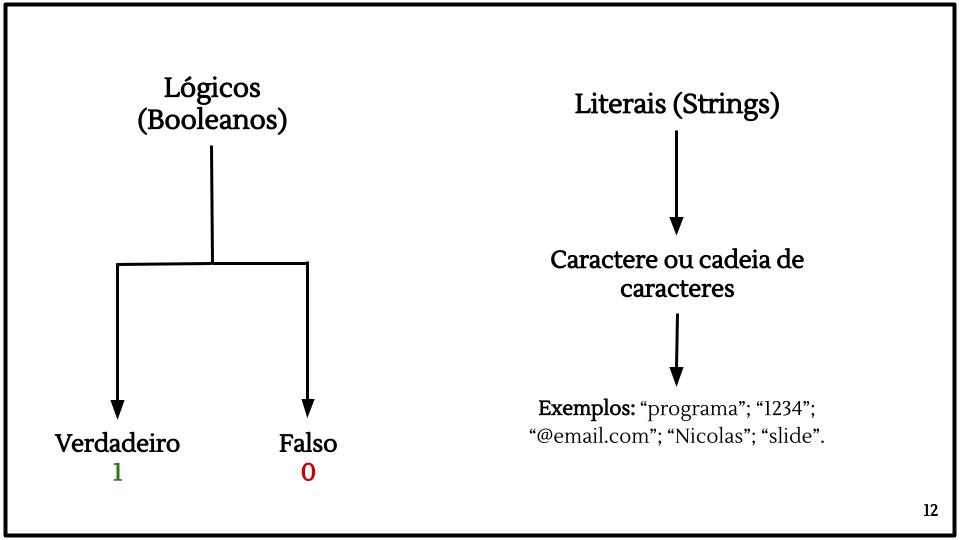 Lógicos
(Booleanos)
Verdadeiro
1
Falso
0
Literais (Strings)
Caractere ou cadeia de
caracteres
Exemplos: “programa”; “1234”;
“@email.com”; “Nicolas”; “slide”.
12